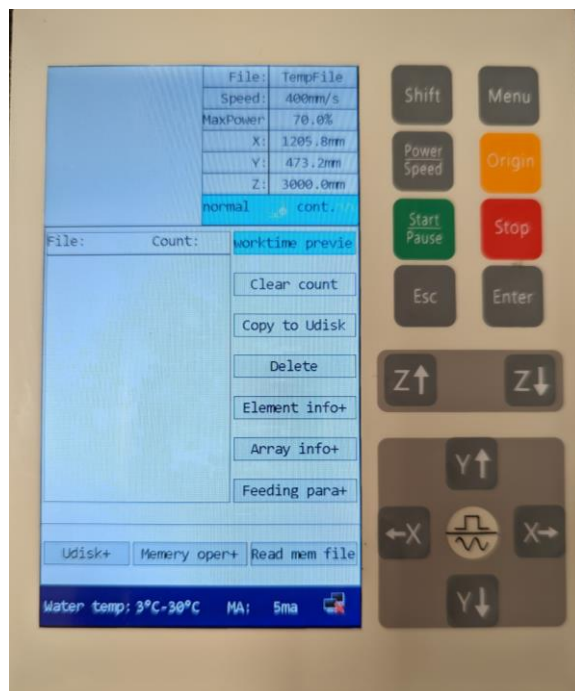 File: TempFile
Speed: 400mm/s
MaxPower 70.0%
X: 1205.8mm
Y: 473.2mm
Z: 3000.0mm
normal cont.
File: Count: worktime previe
Clear count
Copy to Udisk
Delete
Element info+
Array info+
Feeding para+
Udisk+ Memery oper+ Read mem file
Water temp: 3°C-30°C MA: 5ma
Shift Menu
Power
Speed
Origin
Start
Pause
Stop
Esc Enter
Z↑ Z↓
Y↑
←X X→
Y↓